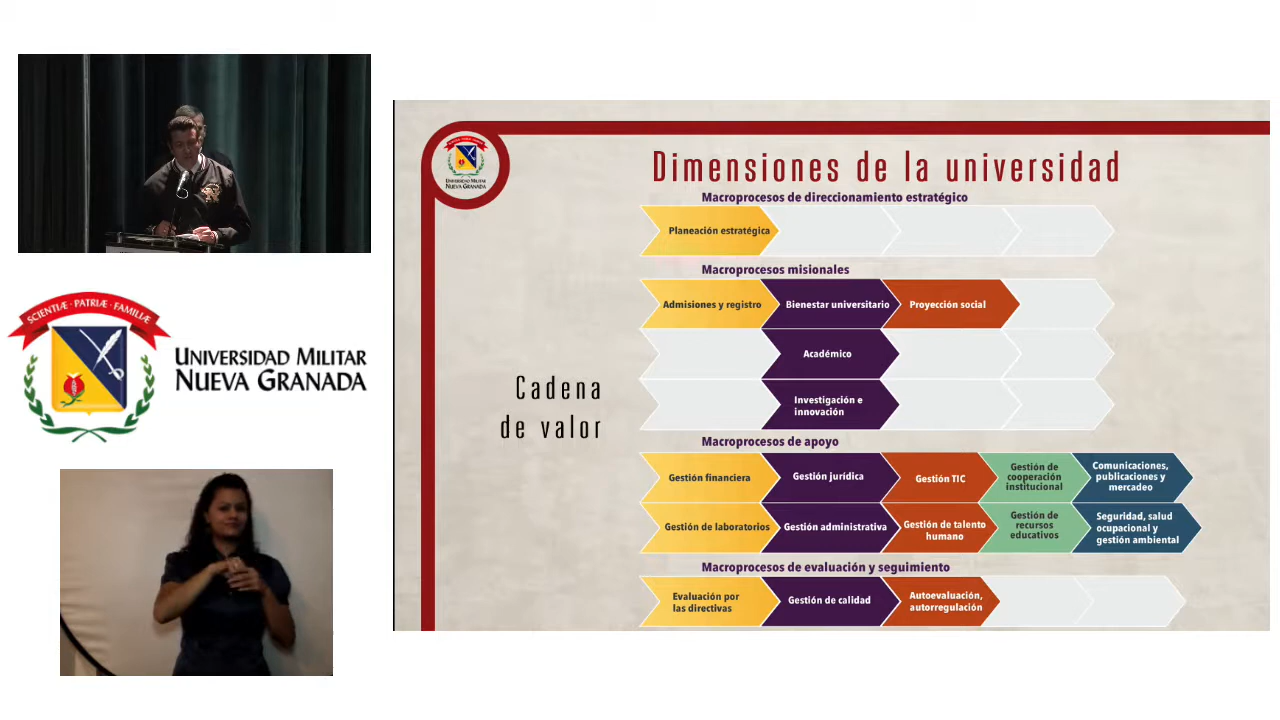 SCIENTIÆ · PATRIÆ · FAMILIÆ
UNIVERSIDAD MILITAR
NUEVA GRANADA
UNIVERSIDAD MILITAR
NUEVA GRANADA
Dimensiones de la universidad
Cadena
de valor
Macroprocesos de direccionamiento estratégico
Planeación estratégica
Macroprocesos misionales
Admisiones y registro
Bienestar universitario
Proyección social
Académico
Investigación e
innovación
Macroprocesos de apoyo
Gestión financiera
Gestión jurídica
Gestión TIC
Gestión de
cooperación
institucional
Comunicaciones,
publicaciones y
mercadeo
Gestión de laboratorios
Gestión administrativa
Gestión de talento
humano
Gestión de
recursos
educativos
Seguridad, salud
ocupacional y
gestión ambiental
Macroprocesos de evaluación y seguimiento
Evaluación por
las directivas
Gestión de calidad
Autoevaluación,
autorregulación